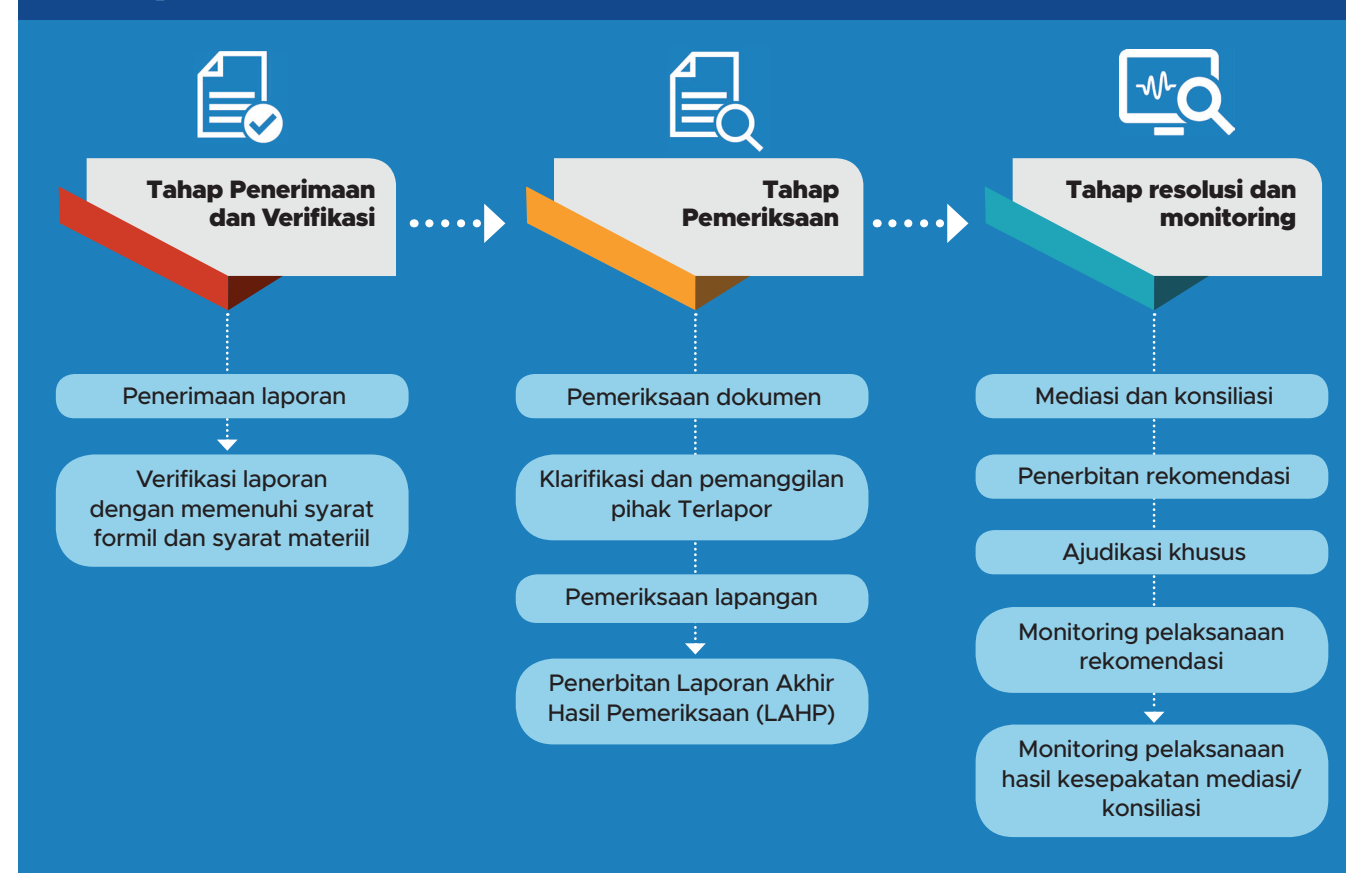 Tahap Penerimaan
dan Verifikasi
Penerimaan laporan
Verifikasi laporan
dengan memenuhi syarat
formil dan syarat materiil
Tahap
Pemeriksaan
Pemeriksaan dokumen
Klarifikasi dan pemanggilan
pihak Terlapor
Pemeriksaan lapangan
Penerbitan Laporan Akhir
Hasil Pemeriksaan (LAHP)
Tahap resolusi dan
monitoring
Mediasi dan konsiliasi
Penerbitan rekomendasi
Ajudikasi khusus
Monitoring pelaksanaan
rekomendasi
Monitoring pelaksanaan
hasil kesepakatan mediasi/
konsiliasi